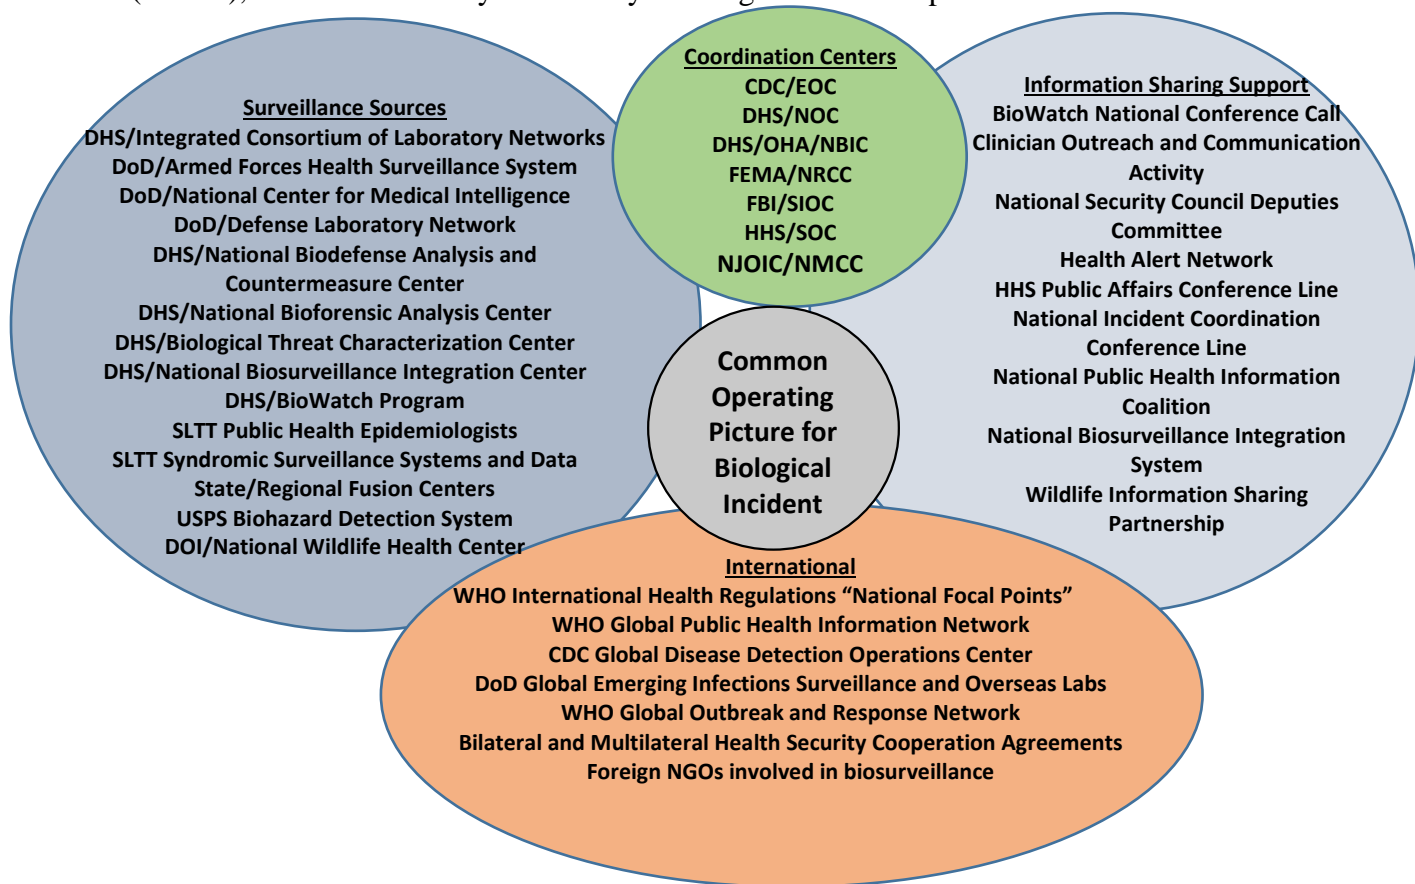 Surveillance Sources
DHS/Integrated Consortium of Laboratory Networks
DoD/Armed Forces Health Surveillance System
DoD/National Center for Medical Intelligence
DoD/Defense Laboratory Network
DHS/National Biodefense Analysis and
Countermeasure Center
DHS/National Bioforensic Analysis Center
DHS/Biological Threat Characterization Center
DHS/National Biosurveillance Integration Center
DHS/BioWatch Program
SLTT Public Health Epidemiologists
SLTT Syndromic Surveillance Systems and Data
State/Regional Fusion Centers
USPS Biohazard Detection System
DOI/National Wildlife Health Center
Coordination Centers
CDC/EOC
DHS/NOC
DHS/OHA/NBIC
FEMA/NRCC
FBI/SIOC
HHS/SOC
NJOIC/NMCC
Information Sharing Support
BioWatch National Conference Call
Clinician Outreach and Communication
Activity
National Security Council Deputies
Committee
Health Alert Network
HHS Public Affairs Conference Line
National Incident Coordination
Conference Line
National Public Health Information
Coalition
National Biosurveillance Integration
System
Wildlife Information Sharing
Partnership
Common
Operating
Picture for
Biological
Incident
International
WHO International Health Regulations “National Focal Points”
WHO Global Public Health Information Network
CDC Global Disease Detection Operations Center
DoD Global Emerging Infections Surveillance and Overseas Labs
WHO Global Outbreak and Response Network
Bilateral and Multilateral Health Security Cooperation Agreements
Foreign NGOs involved in biosurveillance